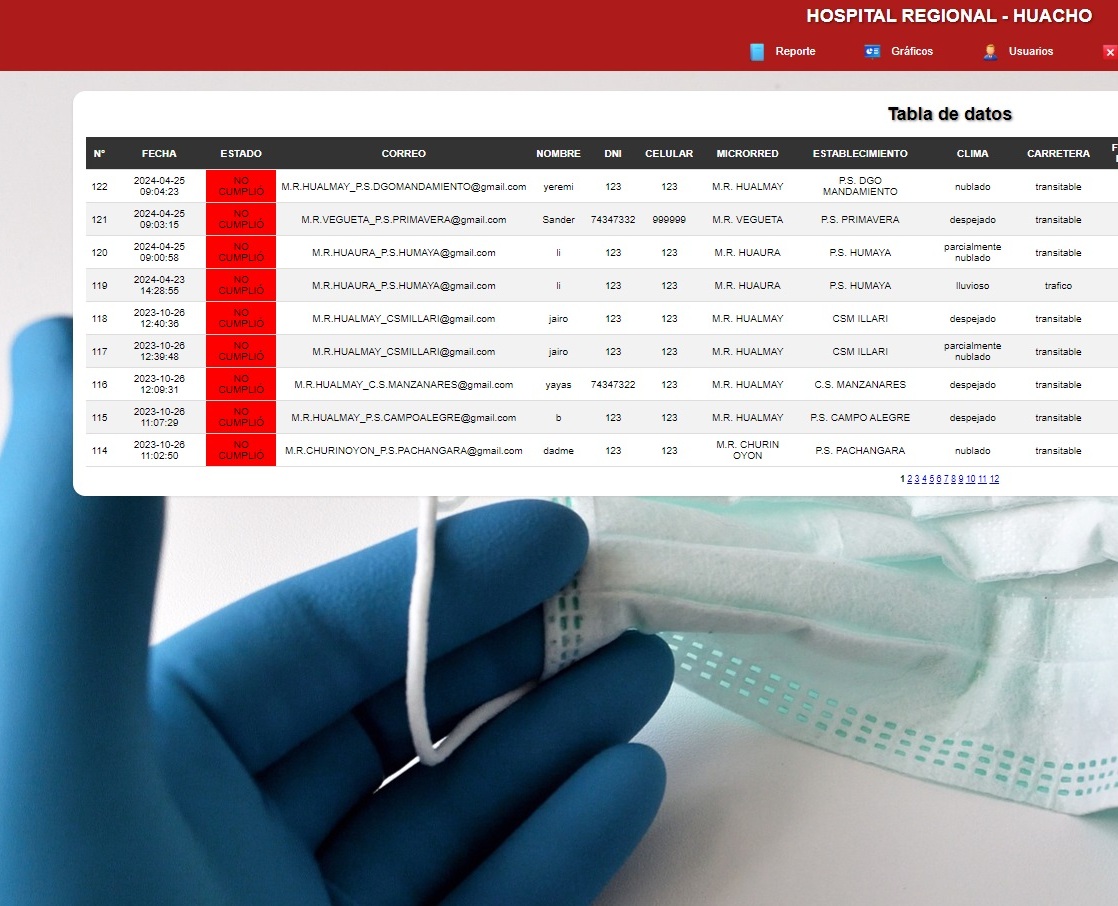 HOSPITAL REGIONAL - HUACHO
Reporte Gráficos Usuarios
Tabla de datos
N° FECHA ESTADO CORREO NOMBRE DNI CELULAR MICRORRED ESTABLECIMIENTO CLIMA CARRETERA
122 2024-04-25 09:04:23 NO CUMPLIÓ M.R.HUALMAY_P.S.DGOMANDAMIENTO@gmail.com yeremi 123 123 M.R. HUALMAY P.S. DGO MANDAMIENTO nublado transitable
121 2024-04-25 09:03:15 NO CUMPLIÓ M.R.VEGUETA_P.S.PRIMAVERA@gmail.com Sander 74347332 999999 M.R. VEGUETA P.S. PRIMAVERA despejado transitable
120 2024-04-25 09:00:58 NO CUMPLIÓ M.R.HUAURA_P.S.HUMAYA@gmail.com li 123 123 M.R. HUAURA P.S. HUMAYA parcialmente nublado transitable
119 2024-04-23 14:28:55 NO CUMPLIÓ M.R.HUAURA_P.S.HUMAYA@gmail.com li 123 123 M.R. HUAURA P.S. HUMAYA lluvioso trafico
118 2023-10-26 12:40:36 NO CUMPLIÓ M.R.HUALMAY_CSMILLARI@gmail.com jairo 123 123 M.R. HUALMAY CSM ILLARI despejado transitable
117 2023-10-26 12:39:48 NO CUMPLIÓ M.R.HUALMAY_CSMILLARI@gmail.com jairo 123 123 M.R. HUALMAY CSM ILLARI parcialmente nublado transitable
116 2023-10-26 12:09:31 NO CUMPLIÓ M.R.HUALMAY_C.S.MANZANARES@gmail.com yayas 74347322 123 M.R. HUALMAY C.S. MANZANARES despejado transitable
115 2023-10-26 11:07:29 NO CUMPLIÓ M.R.HUALMAY_P.S.CAMPOALEGRE@gmail.com b 123 123 M.R. HUALMAY P.S. CAMPO ALEGRE despejado transitable
114 2023-10-26 11:02:50 NO CUMPLIÓ M.R.CHURINOYON_P.S.PACHANGARA@gmail.com dadme 123 123 M.R. CHURIN OYON P.S. PACHANGARA nublado transitable
1 2 3 4 5 6 7 8 9 10 11 12